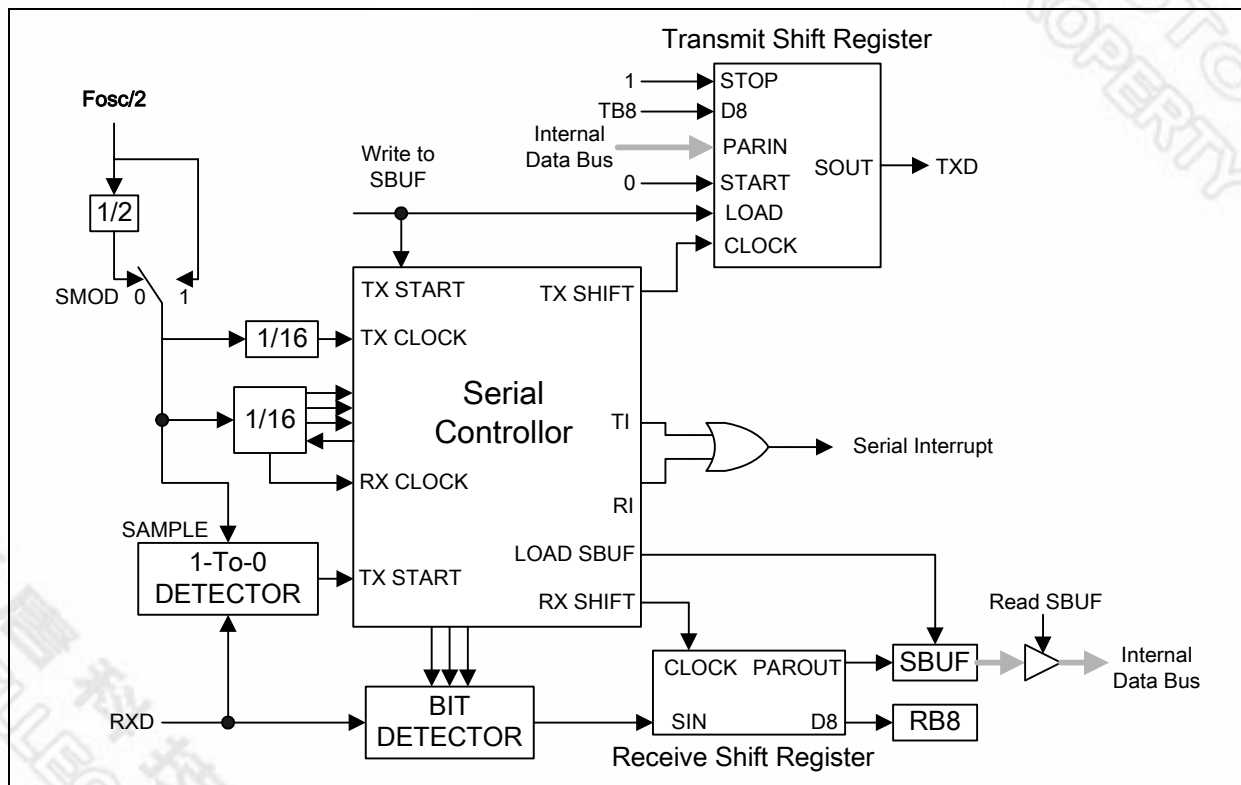 Transmit Shift Register
1
STOP
TB8
D8
Internal
Data Bus
PARIN
0
START
SOUT
TXD
LOAD
CLOCK
Fosc/2
1/2
SMOD 0 1
Write to
SBUF
TX START
TX SHIFT
1/16
TX CLOCK
1/16
Serial
Controllor
TI
Serial Interrupt
RX CLOCK
RI
SAMPLE
1-To-0
DETECTOR
TX START
LOAD SBUF
RX SHIFT
Read SBUF
CLOCK PAROUT
SBUF
Internal
Data Bus
RXD
BIT
DETECTOR
SIN
D8
RB8
Receive Shift Register
OPERTY